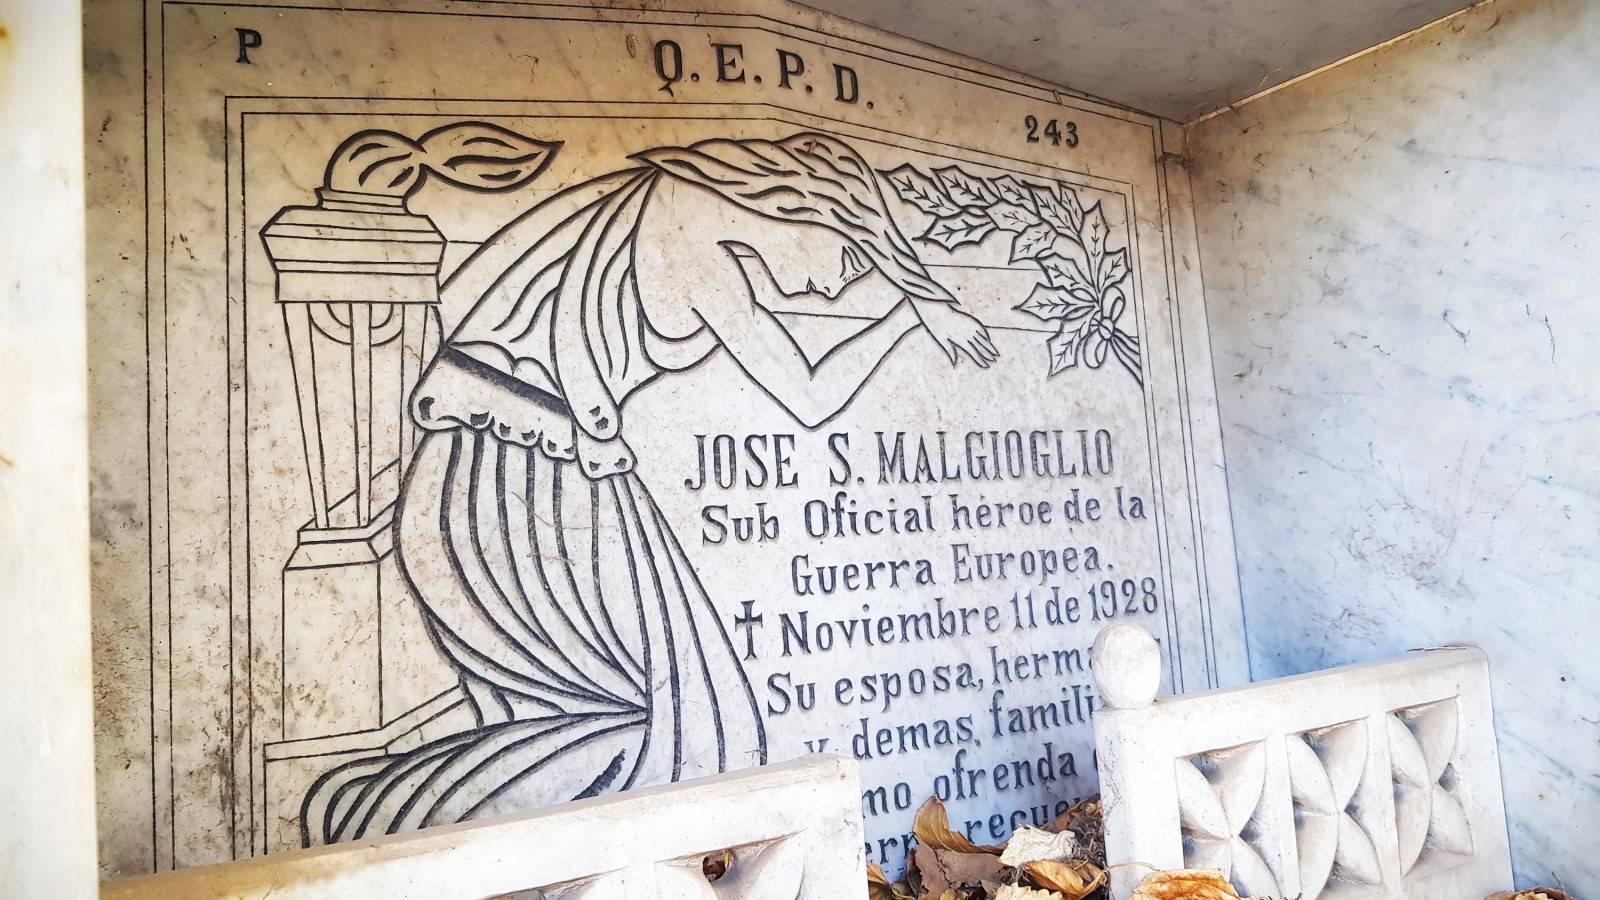 P
Q.E.P.D.
243
JOSE S. MALGIOGLIO
Sub Oficial héroe de la
Guerra Europea.
† Noviembre 11 de 1928
Su esposa,
y demas
ofrenda